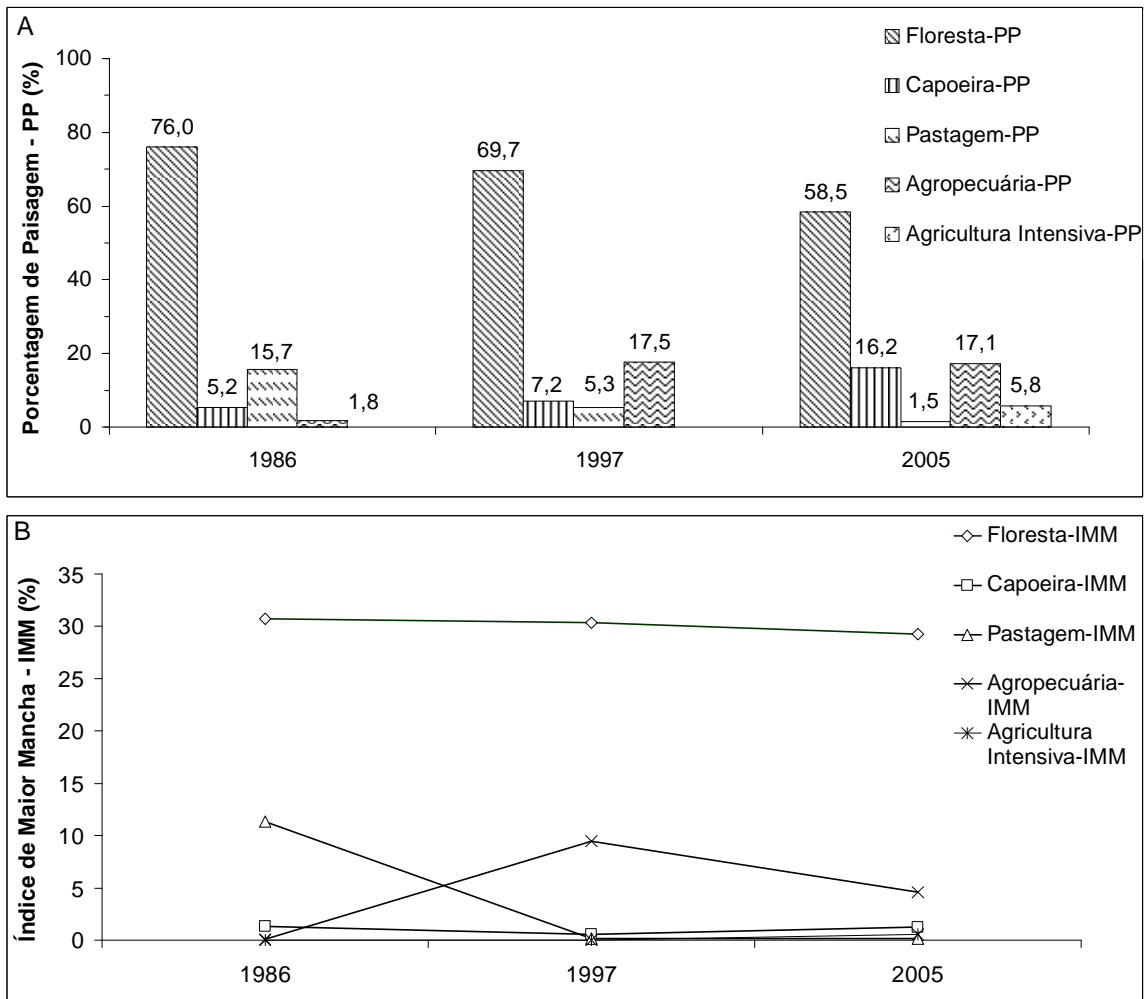 A
Porcentagem de Paisagem - PP (%)
100
80
60
40
20
0
76,0
5,2
15,7
1,8
69,7
7,2
5,3
17,5
58,5
16,2
1,5
17,1
5,8
1986
1997
2005
Floresta-PP
Capoeira-PP
Pastagem-PP
Agropecuária-PP
Agricultura Intensiva-PP
B
Índice de Maior Mancha - IMM (%)
35
30
25
20
15
10
5
0
1986
1997
2005
Floresta-IMM
Capoeira-IMM
Pastagem-IMM
Agropecuária-
IMM
Agricultura
Intensiva-IMM